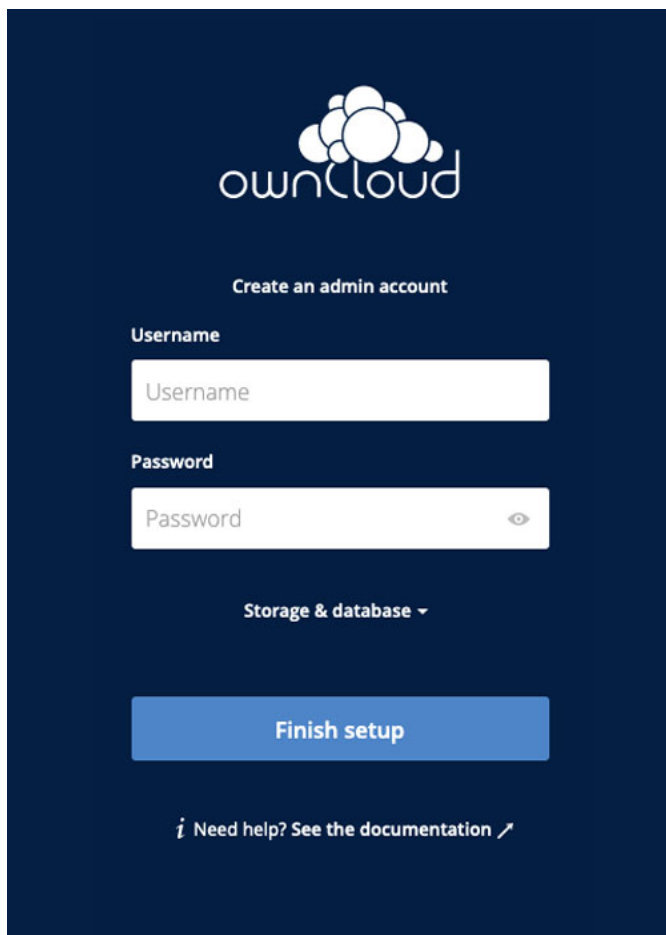 ownCloud
Create an admin account
Username
Username
Password
Password
Storage & database
Finish setup
i Need help? See the documentation ↗